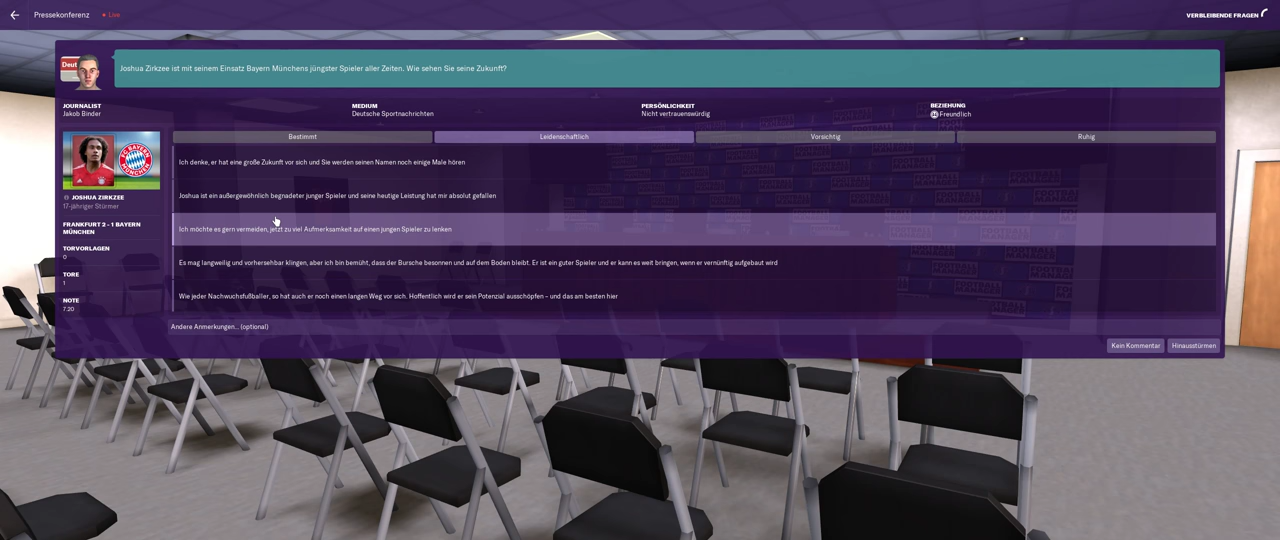 Pressekonferenz
Live
VERBLEIBENDE FRAGEN
Deut
Joshua Zirkzee ist mit seinem Einsatz Bayern Münchens jüngster Spieler aller Zeiten. Wie sehen Sie seine Zukunft?
JOURNALIST
Jakob Binder
MEDIUM
Deutsche Sportnachrichten
PERSÖNLICHKEIT
Nicht vertrauenswürdig
BEZIEHUNG
Freundlich
Bestimmt
Leidenschaftlich
Vorsichtig
Ruhig
FC BAYERN
MÜNCHEN
JOSHUA ZIRKZEE
17-jähriger Stürmer
FRANKFURT 2 - 1 BAYERN
MÜNCHEN
TORVORLAGEN
0
TORE
1
NOTE
7.20
Ich denke, er hat eine große Zukunft vor sich und Sie werden seinen Namen noch einige Male hören
Joshua ist ein außergewöhnlich begnadeter junger Spieler und seine heutige Leistung hat mir absolut gefallen
Ich möchte es gern vermeiden, jetzt zu viel Aufmerksamkeit auf einen jungen Spieler zu lenken
Es mag langweilig und vorhersehbar klingen, aber ich bin bemüht, dass der Bursche besonnen und auf dem Boden bleibt. Er ist ein guter Spieler und er kann es weit bringen, wenn er vernünftig aufgebaut wird
Wie jeder Nachwuchsfußballer, so hat auch er noch einen langen Weg vor sich. Hoffentlich wird er sein Potenzial ausschöpfen – und das am besten hier
Andere Anmerkungen... (optional)
Kein Kommentar
Hinausstürmen